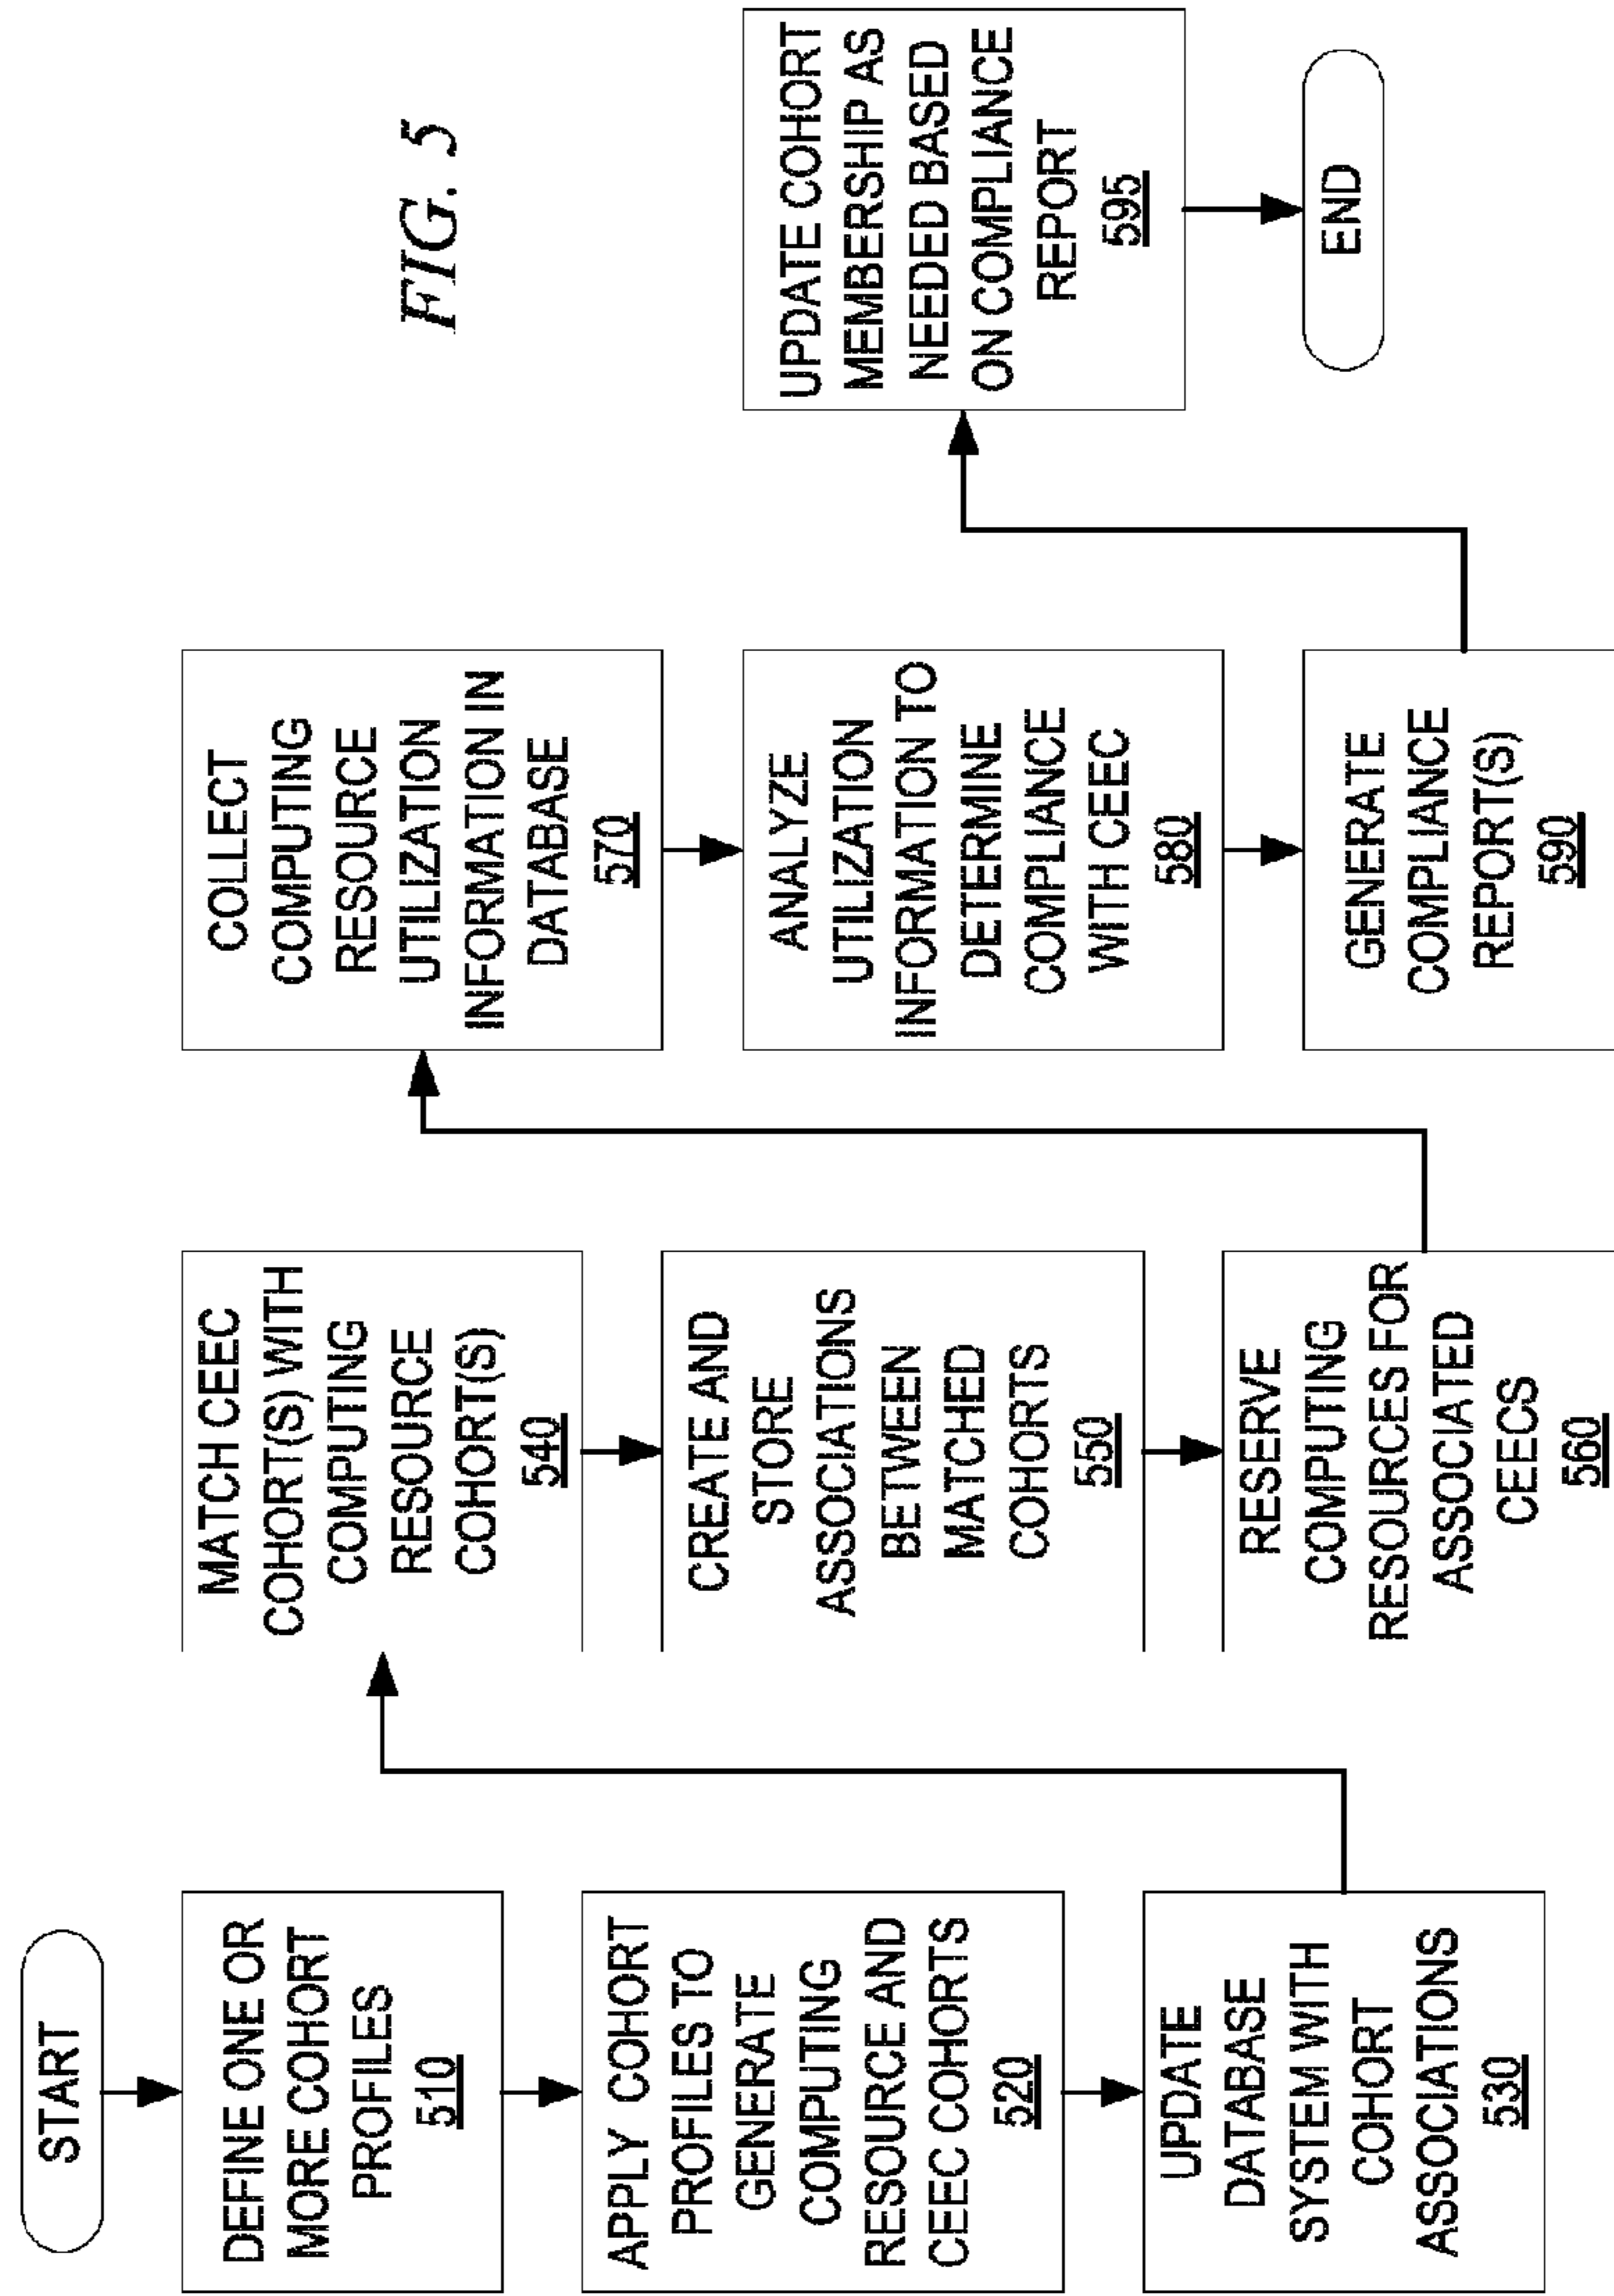 START
DEFINE ONE OR
MORE COHORT
PROFILES
510
APPLY COHORT
PROFILES TO
GENERATE
COMPUTING
RESOURCE AND
CEEC COHORTS
520
UPDATE
DATABASE
SYSTEM WITH
COHORT
ASSOCIATIONS
530
MATCH CEEC
COHORT(S) WITH
COMPUTING
RESOURCE
COHORT(S)
540
CREATE AND
STORE
ASSOCIATIONS
BETWEEN
MATCHED
COHORTS
550
RESERVE
COMPUTING
RESOURCES FOR
ASSOCIATED
CEECS
560
COLLECT
COMPUTING
RESOURCE
UTILIZATION
INFORMATION IN
DATABASE
570
ANALYZE
UTILIZATION
INFORMATION TO
DETERMINE
COMPLIANCE
WITH CEEC
580
GENERATE
COMPLIANCE
REPORT(S)
590
FIG. 5
UPDATE COHORT
MEMBERSHIP AS
NEEDED BASED
ON COMPLIANCE
REPORT
595
END